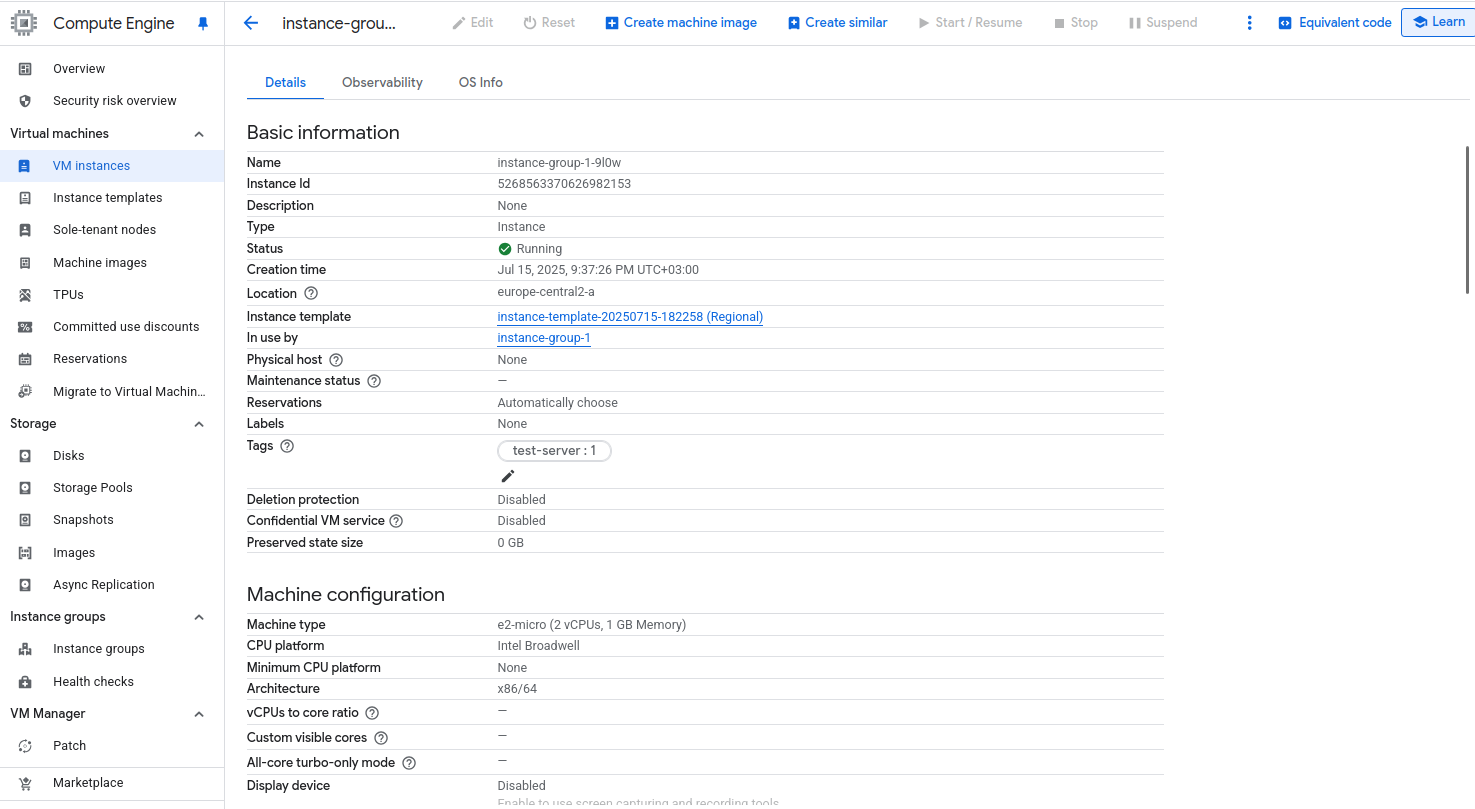 Compute Engine
instance-grou...
Edit
Reset
Create machine image
Create similar
Start / Resume
Stop
Suspend
Equivalent code
Learn
Overview
Security risk overview
Virtual machines
VM instances
Instance templates
Sole-tenant nodes
Machine images
TPUs
Committed use discounts
Reservations
Migrate to Virtual Machin...
Storage
Disks
Storage Pools
Snapshots
Images
Async Replication
Instance groups
Instance groups
Health checks
VM Manager
Patch
Marketplace
Details
Observability
OS Info
Basic information
Name instance-group-1-9l0w
Instance Id 5268563370626982153
Description None
Type Instance
Status Running
Creation time Jul 15, 2025, 9:37:26 PM UTC+03:00
Location europe-central2-a
Instance template instance-template-20250715-182258 (Regional)
In use by instance-group-1
Physical host None
Maintenance status —
Reservations Automatically choose
Labels None
Tags test-server : 1
Deletion protection Disabled
Confidential VM service Disabled
Preserved state size 0 GB
Machine configuration
Machine type e2-micro (2 vCPUs, 1 GB Memory)
CPU platform Intel Broadwell
Minimum CPU platform None
Architecture x86/64
vCPUs to core ratio —
Custom visible cores —
All-core turbo-only mode —
Display device Disabled
Enable to use screen capturing and recording tools